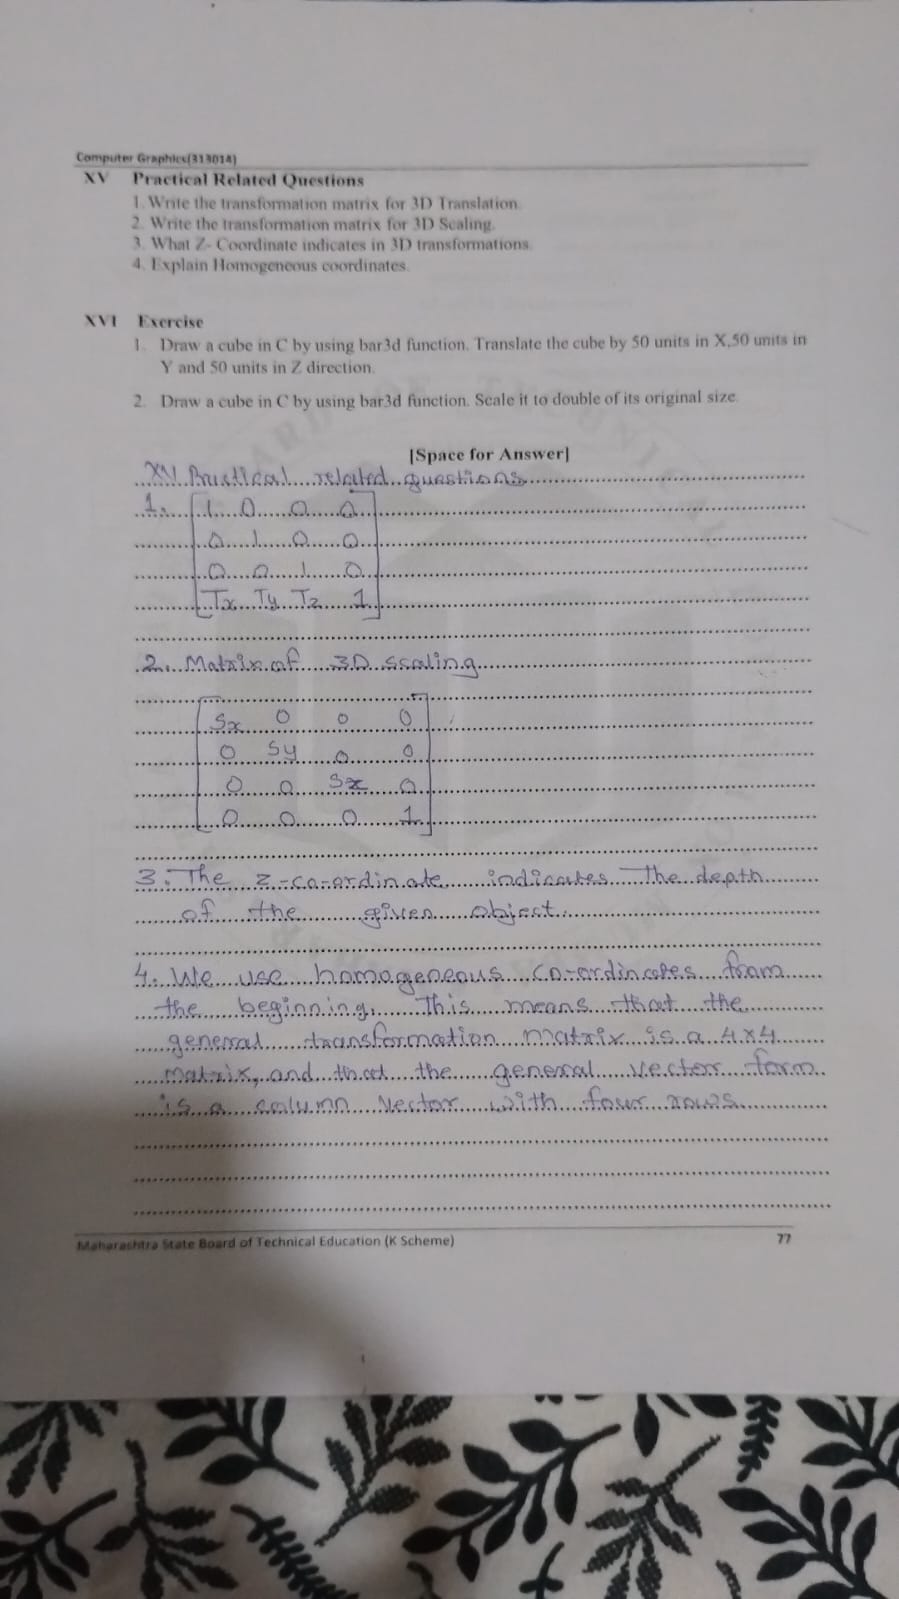 Computer Graphics(313014)
XV Practical Related Questions
1. Write the transformation matrix for 3D Translation.
2. Write the transformation matrix for 3D Scaling.
3. What Z- Coordinate indicates in 3D transformations.
4. Explain Homogeneous coordinates.
XVI Exercise
1. Draw a cube in C by using bar3d function. Translate the cube by 50 units in X,50 units in
Y and 50 units in Z direction.
2. Draw a cube in C by using bar3d function. Scale it to double of its original size.
[Space for Answer]
XV Practical related questions
1. 1 0 0 0
0 1 0 0
0 0 1 0
Tx Ty Tz 1
2. Matrix of 3D scaling
Sx 0 0 0
0 Sy 0 0
0 0 Sz 0
0 0 0 1
3. The z-co-ordinate indicates the depth
of the given object.
4. We use homogeneous co-ordinates from
the beginning. This means that the
general transformation matrix is a 4x4
matrix, and that the general vector form
is a column vector with four rows.
Maharashtra State Board of Technical Education (K Scheme) 77